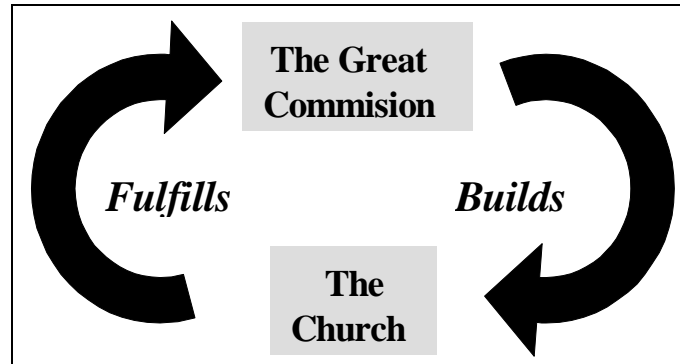 The Great
Commision
Fulfills
Builds
The
Church